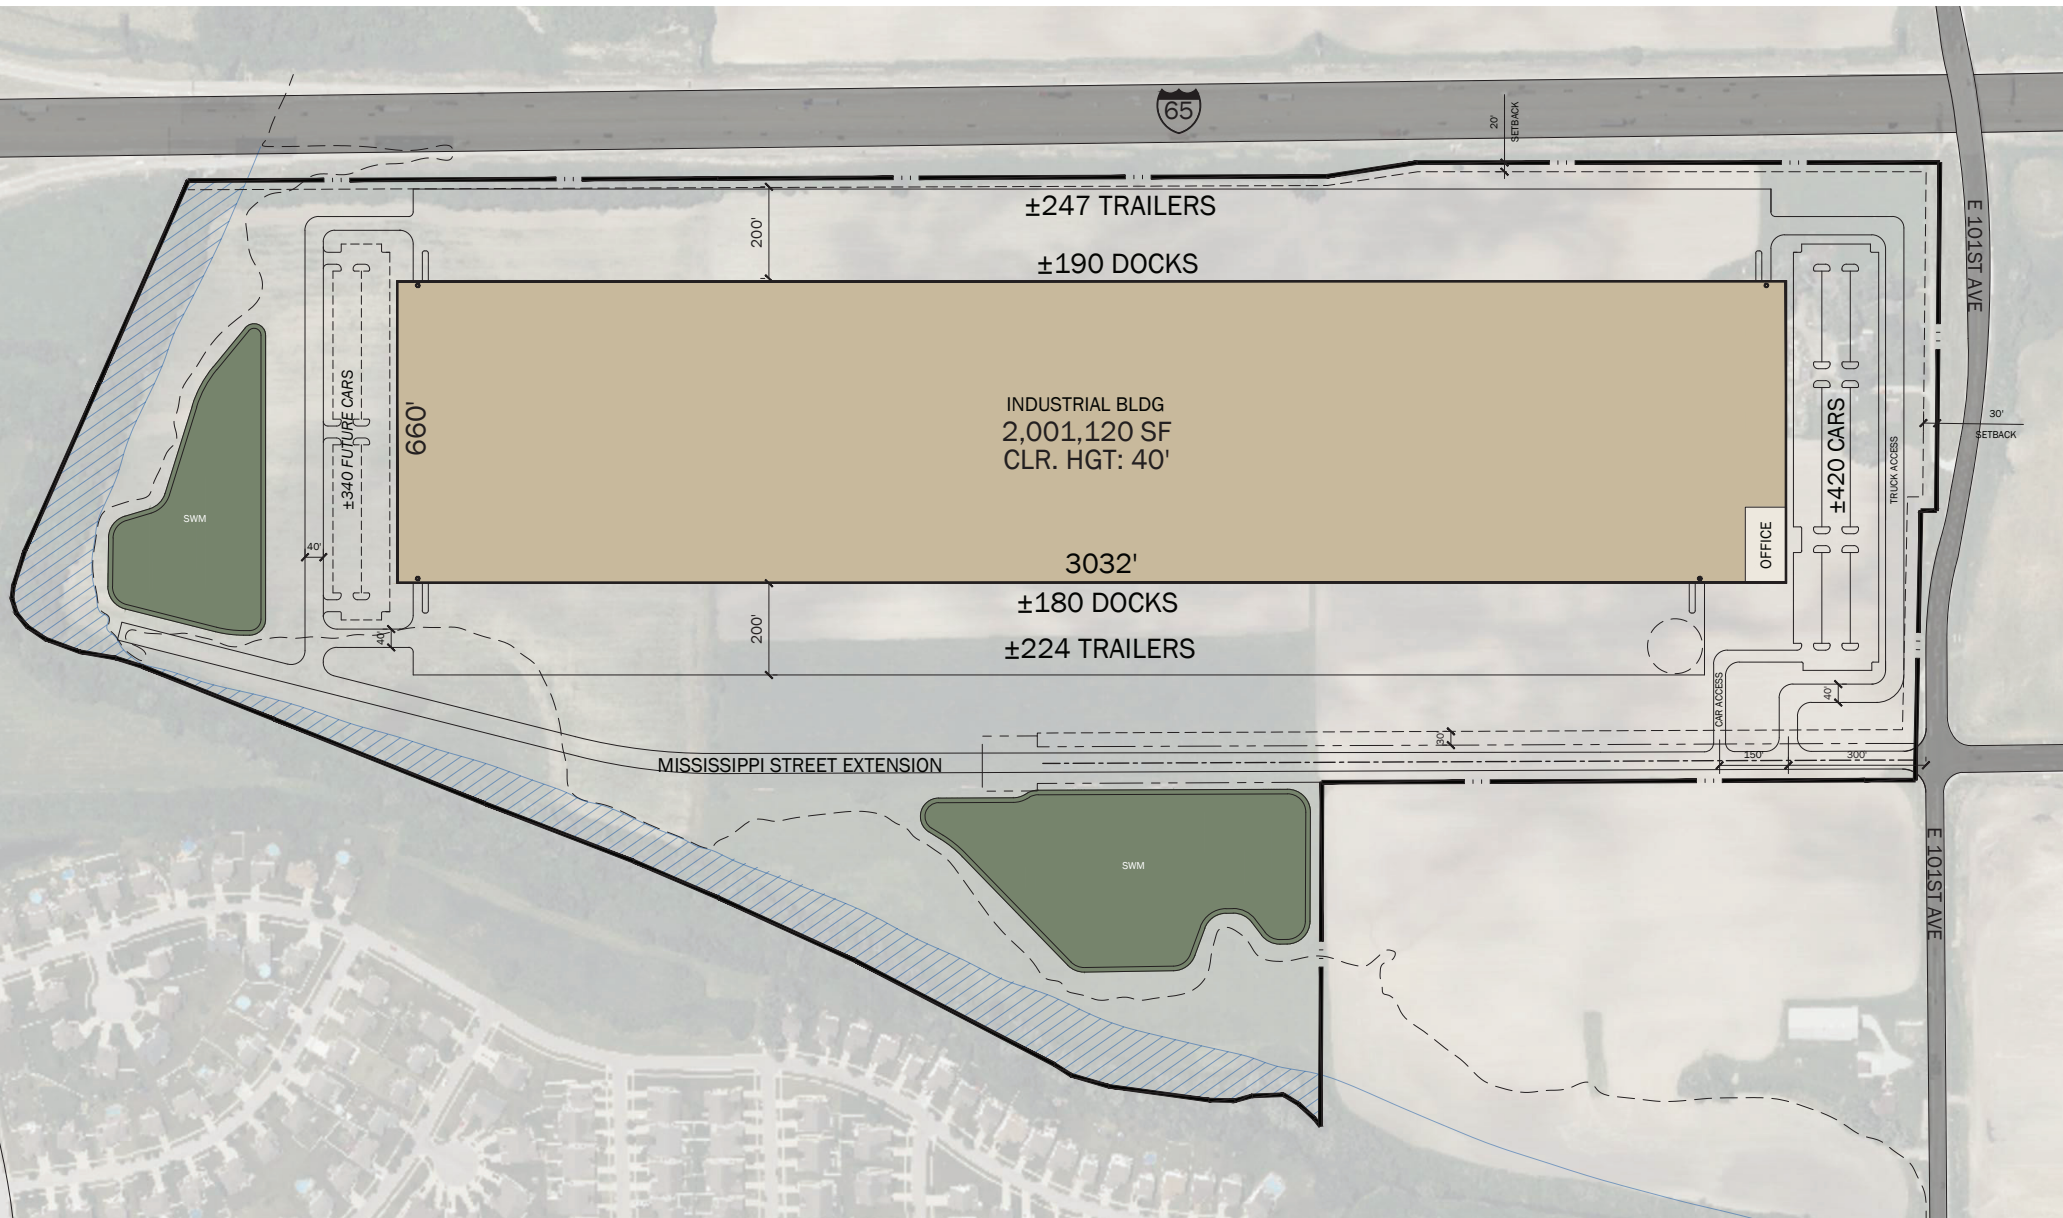 65
20'
SETBACK
±247 TRAILERS
200'
±190 DOCKS
E 101ST AVE
±340 FUTURE CARS
660'
INDUSTRIAL BLDG
2,001,120 SF
CLR. HGT: 40'
±420 CARS
TRUCK ACCESS
30'
SETBACK
SWM
40'
OFFICE
3032'
±180 DOCKS
200'
±224 TRAILERS
40'
CAR ACCESS
40'
30'
MISSISSIPPI STREET EXTENSION
150'
300'
SWM
E 101ST AVE